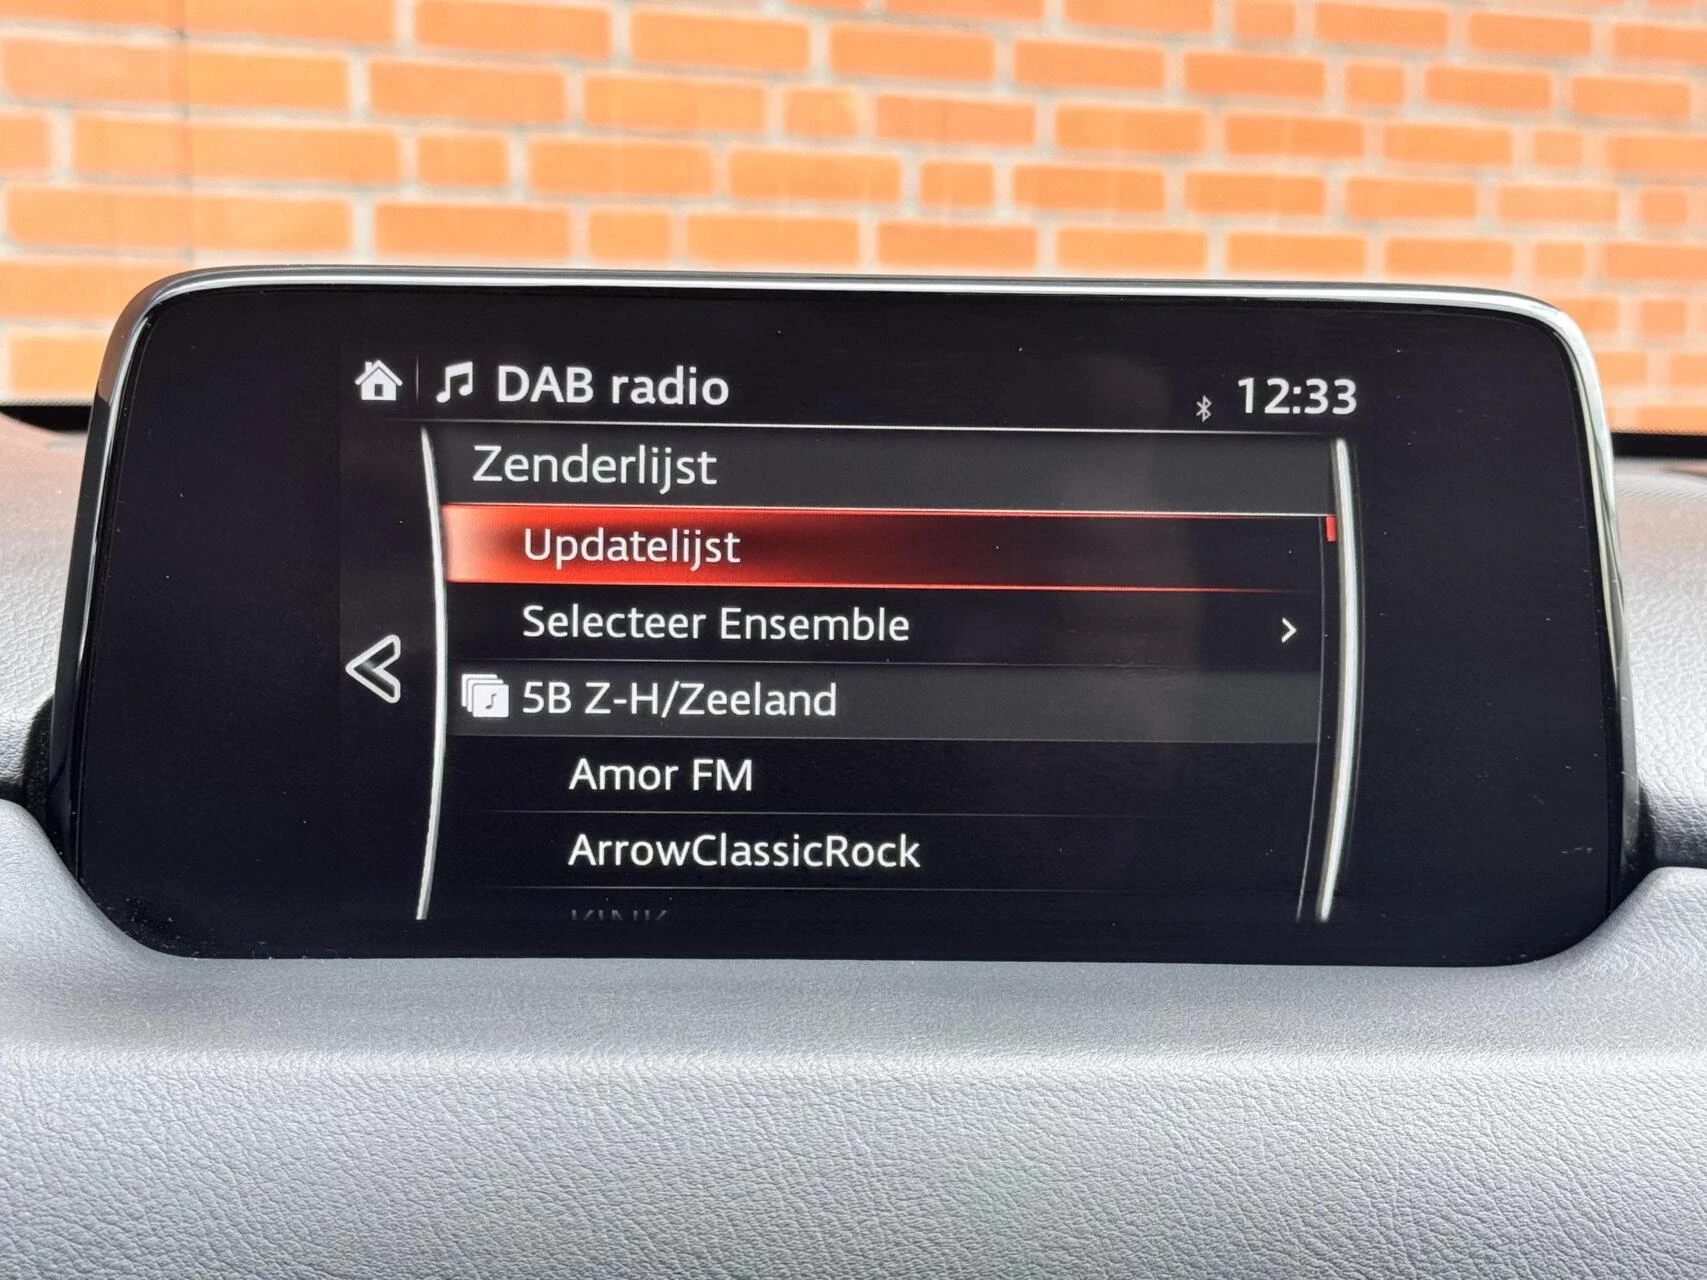 DAB radio
12:33
Zenderlijst
Updatelijst
Selecteer Ensemble
5B Z-H/Zeeland
Amor FM
ArrowClassicRock